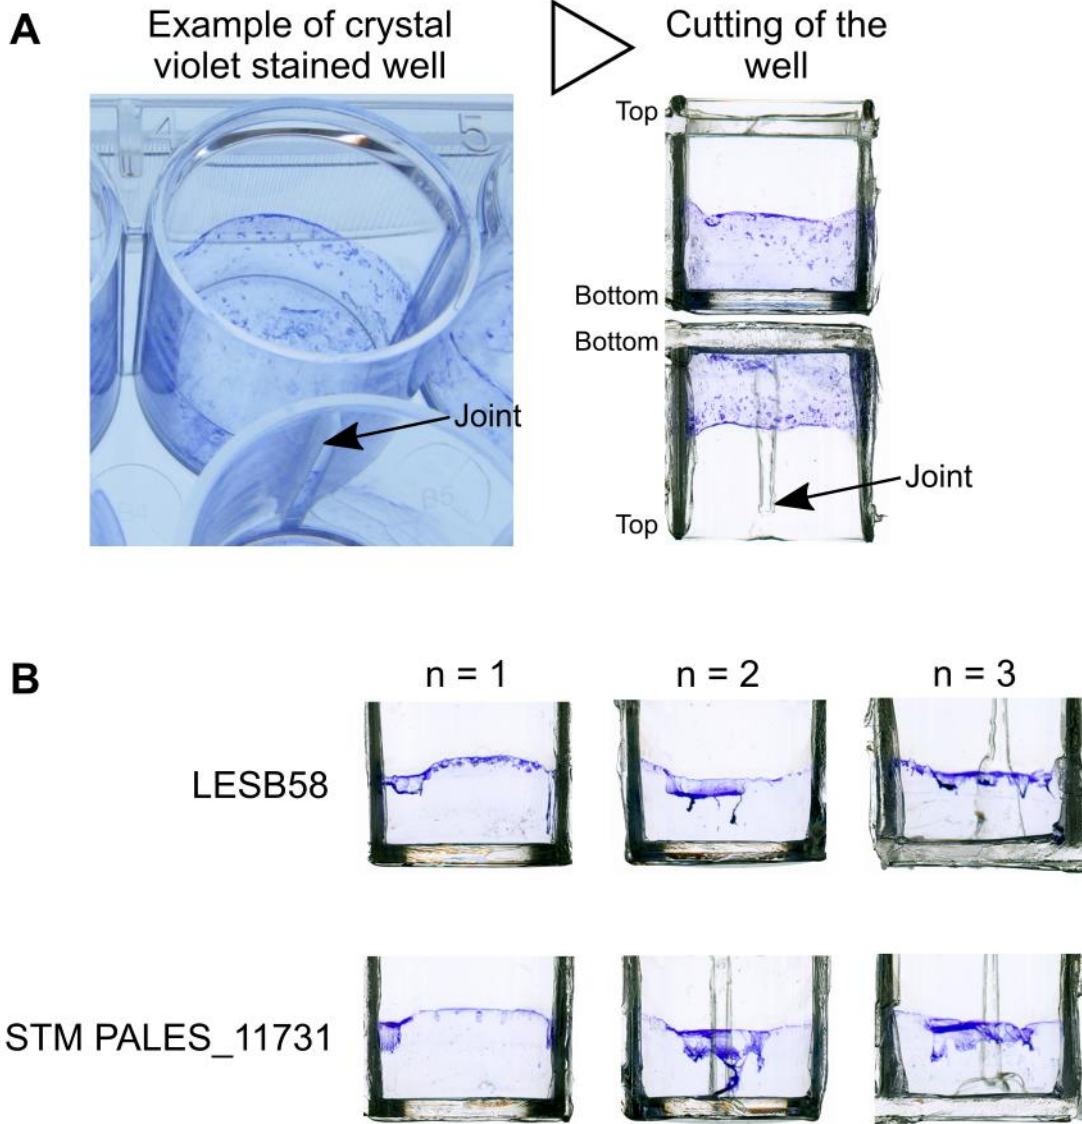 A
Example of crystal
violet stained well
Cutting of the
well
4
5
Joint
B5
Top
Bottom
Bottom
Joint
Top
B
n = 1
n = 2
n = 3
LESB58
STM PALES_11731